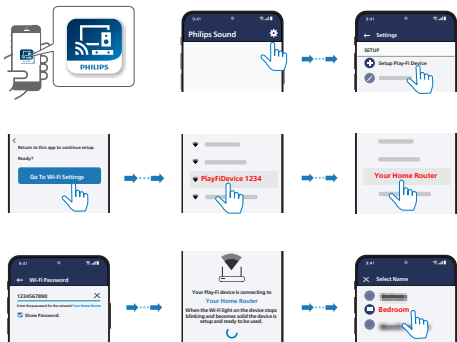 PHILIPS
9:41
Philips Sound
9:41
← Settings
SETUP
Setup Play-Fi Device
Return to this app to continue setup.
Ready?
Go To Wi-Fi Settings
PlayFiDevice 1234
Your Home Router
9:41
← Wi-Fi Password
1234567890
Enter the password for the network Your Home Router
Show Password.
Your Play-Fi device is connecting to
Your Home Router
When the Wi-Fi light on the device stops
blinking and becomes solid the device is
setup and ready to be used.
9:41
Select Name
Bedroom